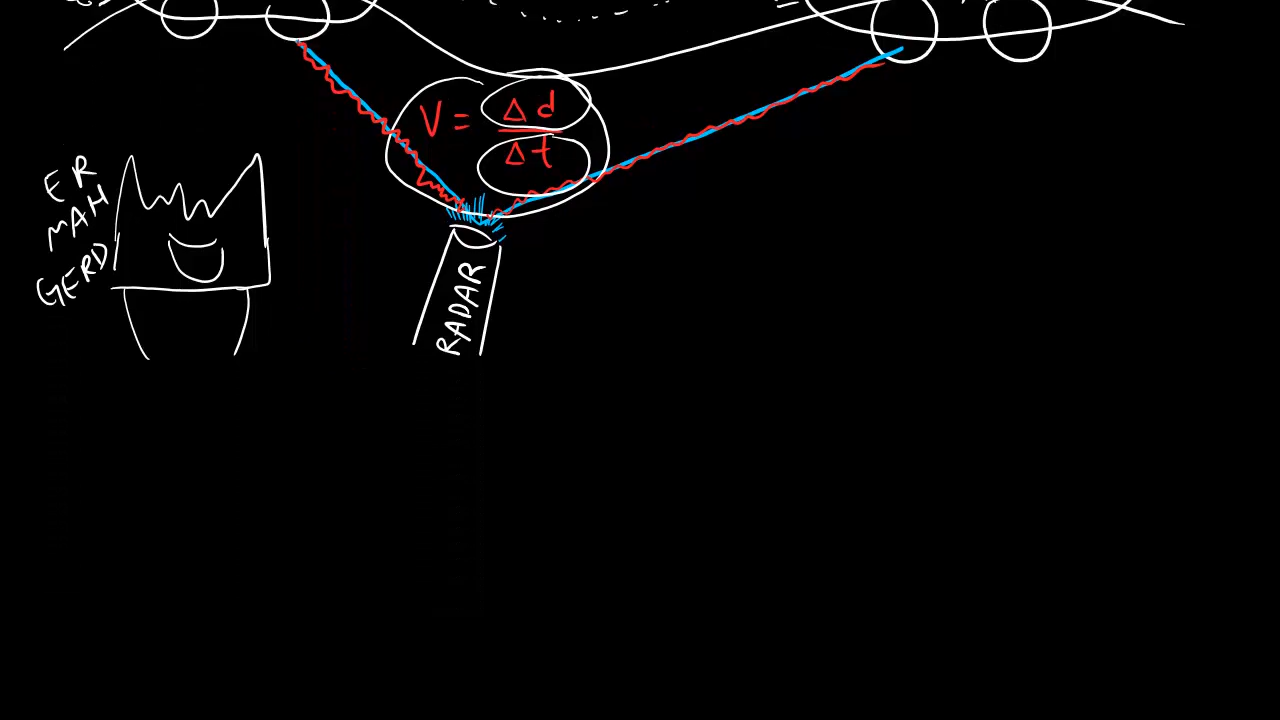 V = Δd
Δt
ER
MAH
GERD
RADAR